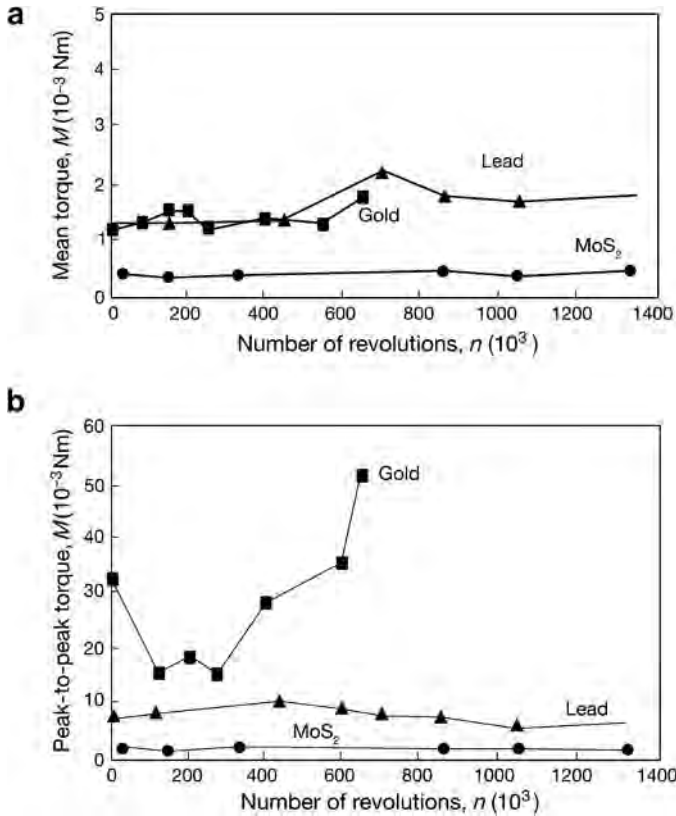 a
Mean torque, M (10⁻³ Nm)
5
4
3
2
1
0
Lead
Gold
MoS₂
0 200 400 600 800 1000 1200 1400
Number of revolutions, n (10³)
b
Peak-to-peak torque, M (10⁻³ Nm)
60
50
40
30
20
10
0
Gold
Lead
MoS₂
0 200 400 600 800 1000 1200 1400
Number of revolutions, n (10³)